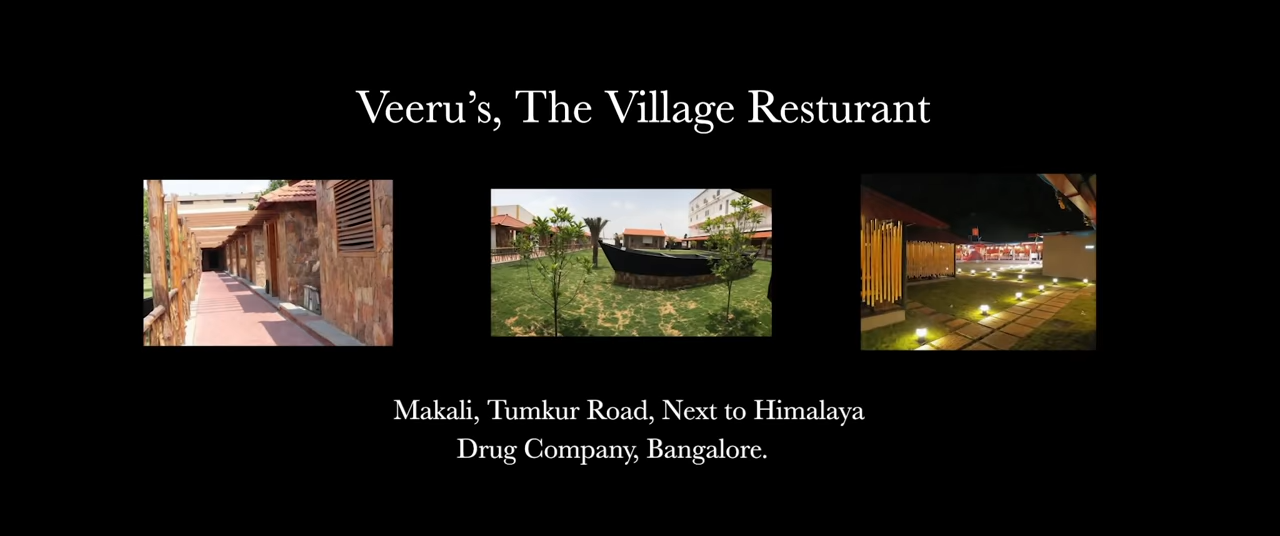 Veeru’s, The Village Resturant
Makali, Tumkur Road, Next to Himalaya
Drug Company, Bangalore.